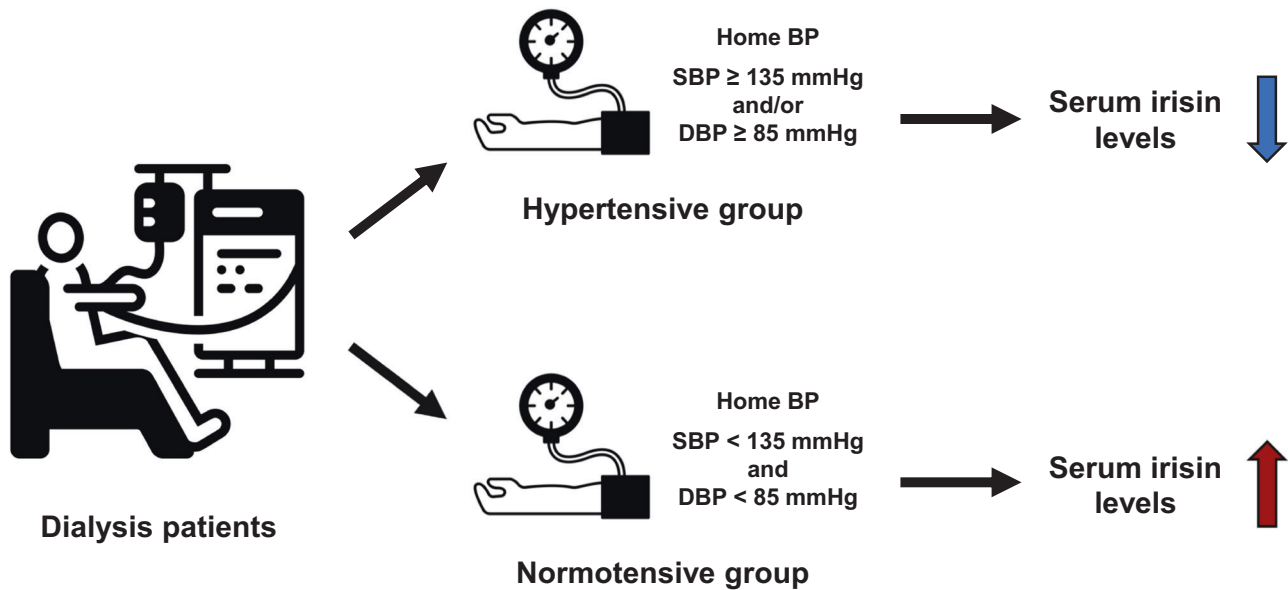 Home BP
SBP ≥ 135 mmHg
and/or
DBP ≥ 85 mmHg
Serum irisin
levels
Hypertensive group
Dialysis patients
Home BP
SBP < 135 mmHg
and
DBP < 85 mmHg
Serum irisin
levels
Normotensive group